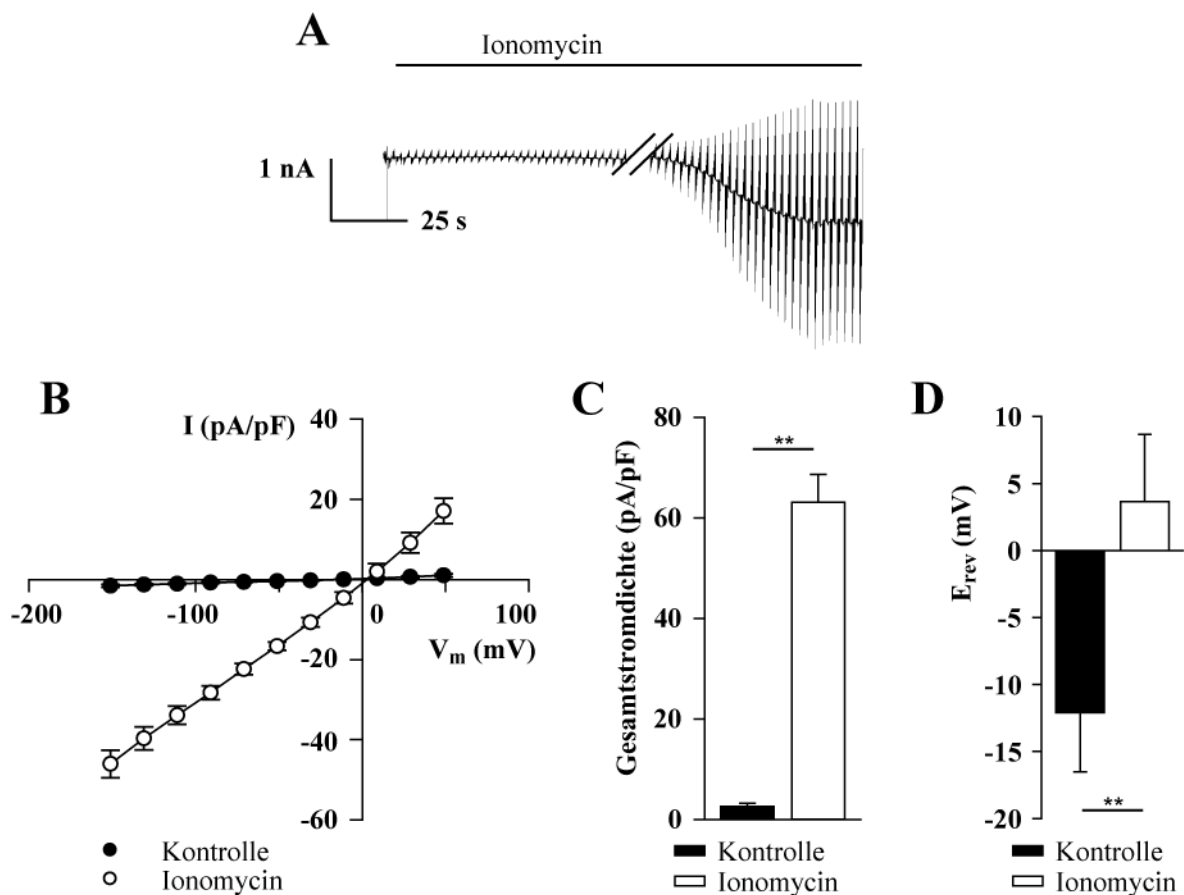 A
Ionomycin
1 nA
25 s
B
I (pA/pF)
40
20
-200
-100
0
100
V_m (mV)
-20
-40
-60
Kontrolle
Ionomycin
C
Gesamtstromdichte (pA/pF)
80
60
40
20
0
**
Kontrolle
Ionomycin
D
E_rev (mV)
10
5
0
-5
-10
-15
-20
**
Kontrolle
Ionomycin